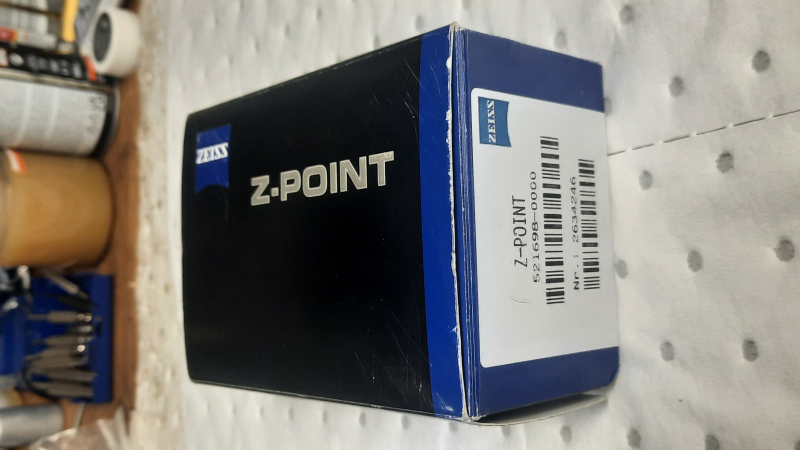 ZEISS
Z-POINT
ZEISS
Z-POINT
521698-0000
Nr.: 2634246